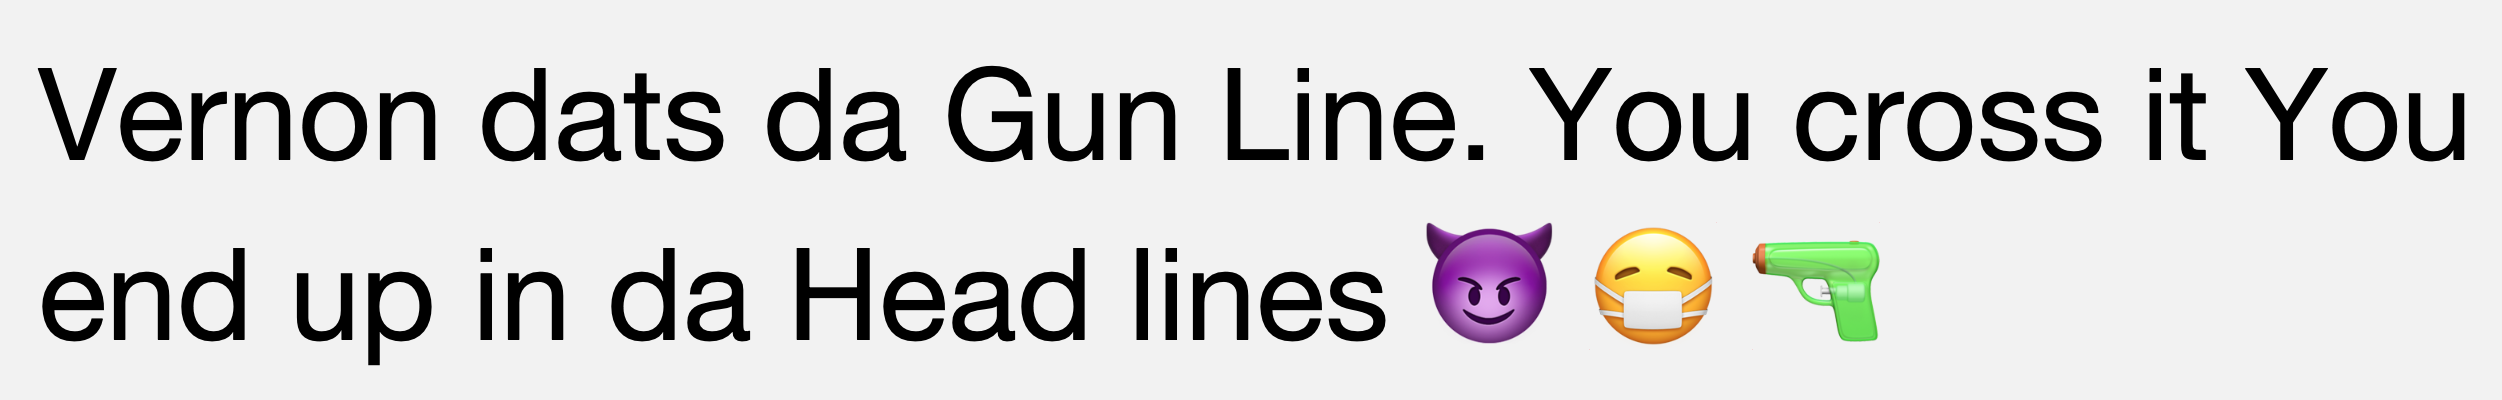 Vernon dats da Gun Line. You cross it You
end up in da Head lines 😈 😷 🔫